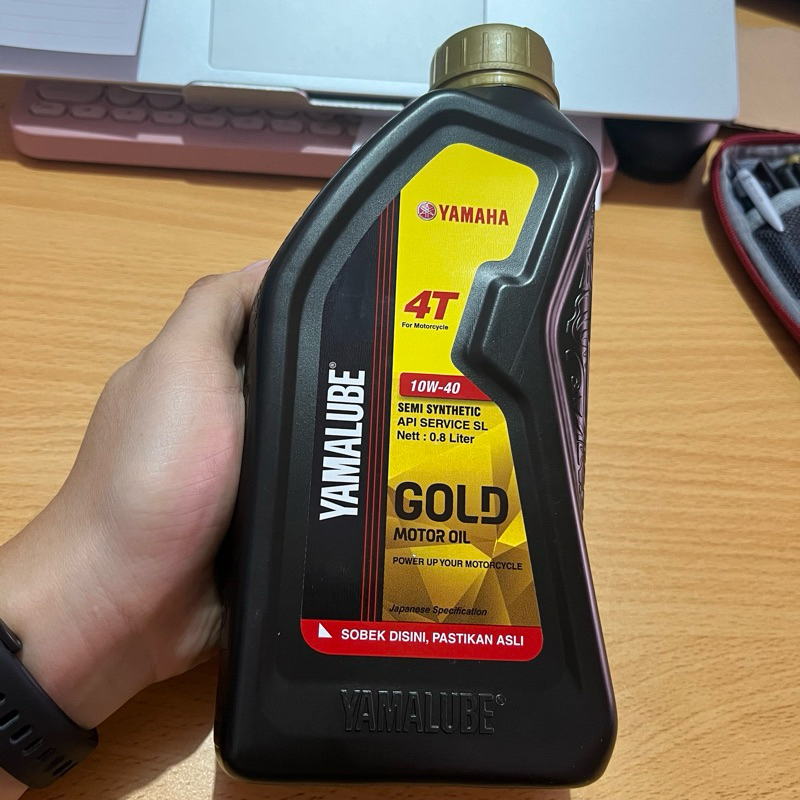 YAMAHA
4T
For Motorcycle
10W-40
SEMI SYNTHETIC
API SERVICE SL
Nett : 0.8 Liter
YAMALUBE®
GOLD
MOTOR OIL
POWER UP YOUR MOTORCYCLE
Japanese Specification
SOBEK DISINI, PASTIKAN ASLI
YAMALUBE®